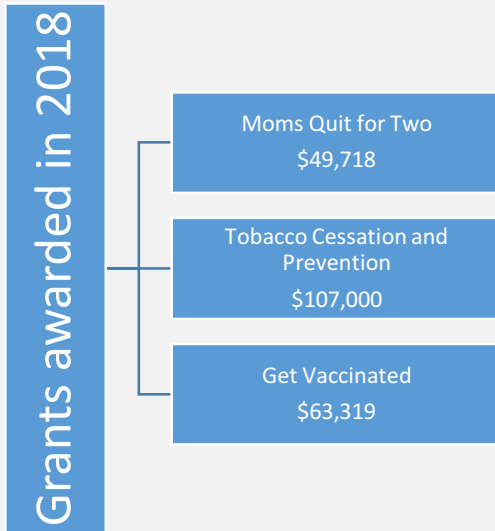 Grants awarded in 2018
Moms Quit for Two
$49,718
Tobacco Cessation and
Prevention
$107,000
Get Vaccinated
$63,319